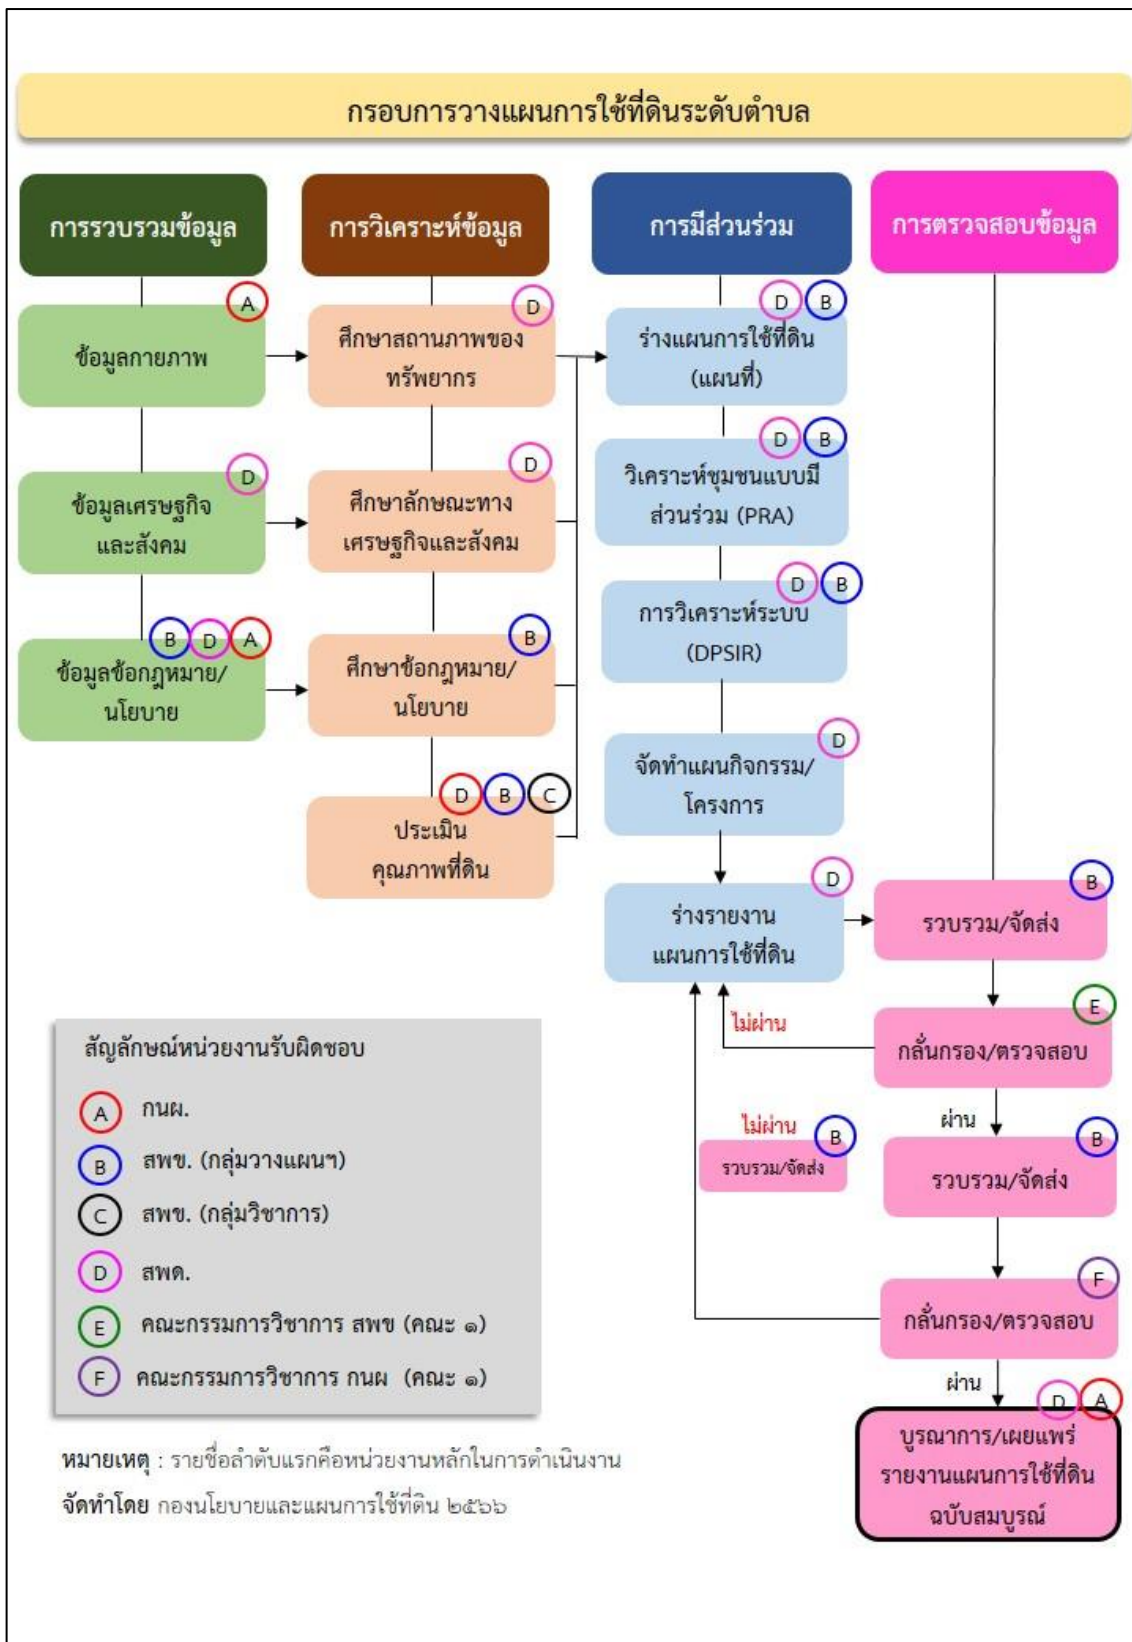 กรอบการวางแผนการใช้ที่ดินระดับตำบล
การรวบรวมข้อมูล
การวิเคราะห์ข้อมูล
การมีส่วนร่วม
การตรวจสอบข้อมูล
A
ข้อมูลกายภาพ
D
ข้อมูลเศรษฐกิจ
และสังคม
B D A
ข้อมูลข้อกฎหมาย/
นโยบาย
D
ศึกษาสถานภาพของ
ทรัพยากร
D
ศึกษาลักษณะทาง
เศรษฐกิจและสังคม
B
ศึกษาข้อกฎหมาย/
นโยบาย
D B C
ประเมิน
คุณภาพที่ดิน
D B
ร่างแผนการใช้ที่ดิน
(แผนที่)
D B
วิเคราะห์ชุมชนแบบมี
ส่วนร่วม (PRA)
D B
การวิเคราะห์ระบบ
(DPSIR)
D
จัดทำแผนกิจกรรม/
โครงการ
D
ร่างรายงาน
แผนการใช้ที่ดิน
B
รวบรวม/จัดส่ง
E
ไม่ผ่าน
กลั่นกรอง/ตรวจสอบ
ผ่าน
ไม่ผ่าน
B
รวบรวม/จัดส่ง
B
รวบรวม/จัดส่ง
F
กลั่นกรอง/ตรวจสอบ
ผ่าน
D A
บูรณาการ/เผยแพร่
รายงานแผนการใช้ที่ดิน
ฉบับสมบูรณ์
สัญลักษณ์หน่วยงานรับผิดชอบ
A กนผ.
B สพข. (กลุ่มวางแผนฯ)
C สพข. (กลุ่มวิชาการ)
D สพด.
E คณะกรรมการวิชาการ สพข (คณะ ๑)
F คณะกรรมการวิชาการ กนผ (คณะ ๑)
หมายเหตุ : รายชื่อลำดับแรกคือหน่วยงานหลักในการดำเนินงาน
จัดทำโดย กองนโยบายและแผนการใช้ที่ดิน ๒๕๖๖